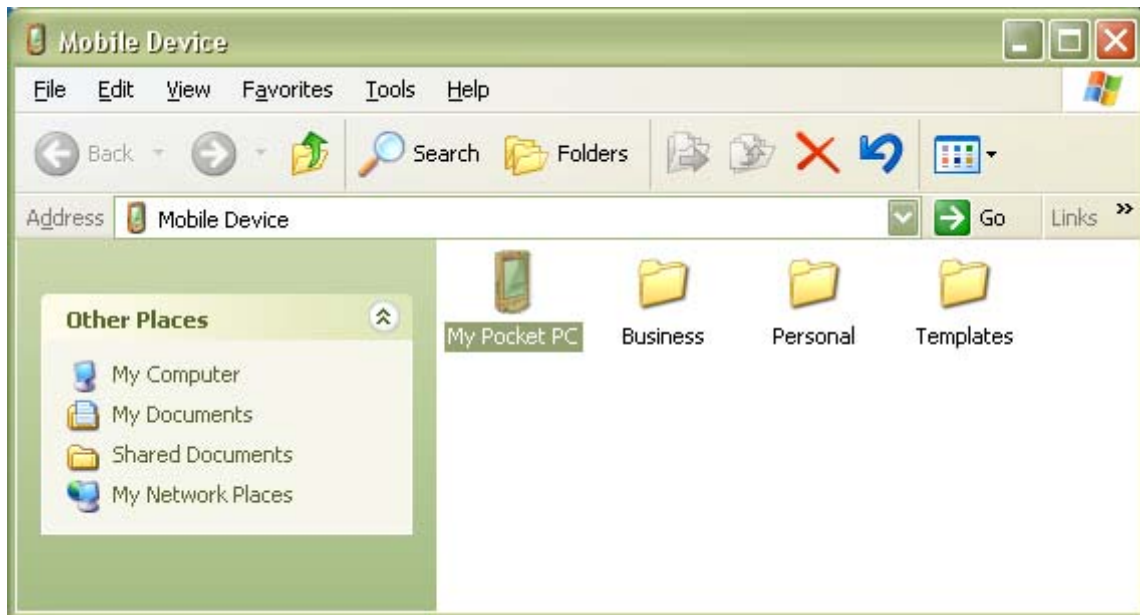 Mobile Device
File Edit View Favorites Tools Help
Back Search Folders
Address Mobile Device Go Links »
Other Places
My Computer
My Documents
Shared Documents
My Network Places
My Pocket PC Business Personal Templates